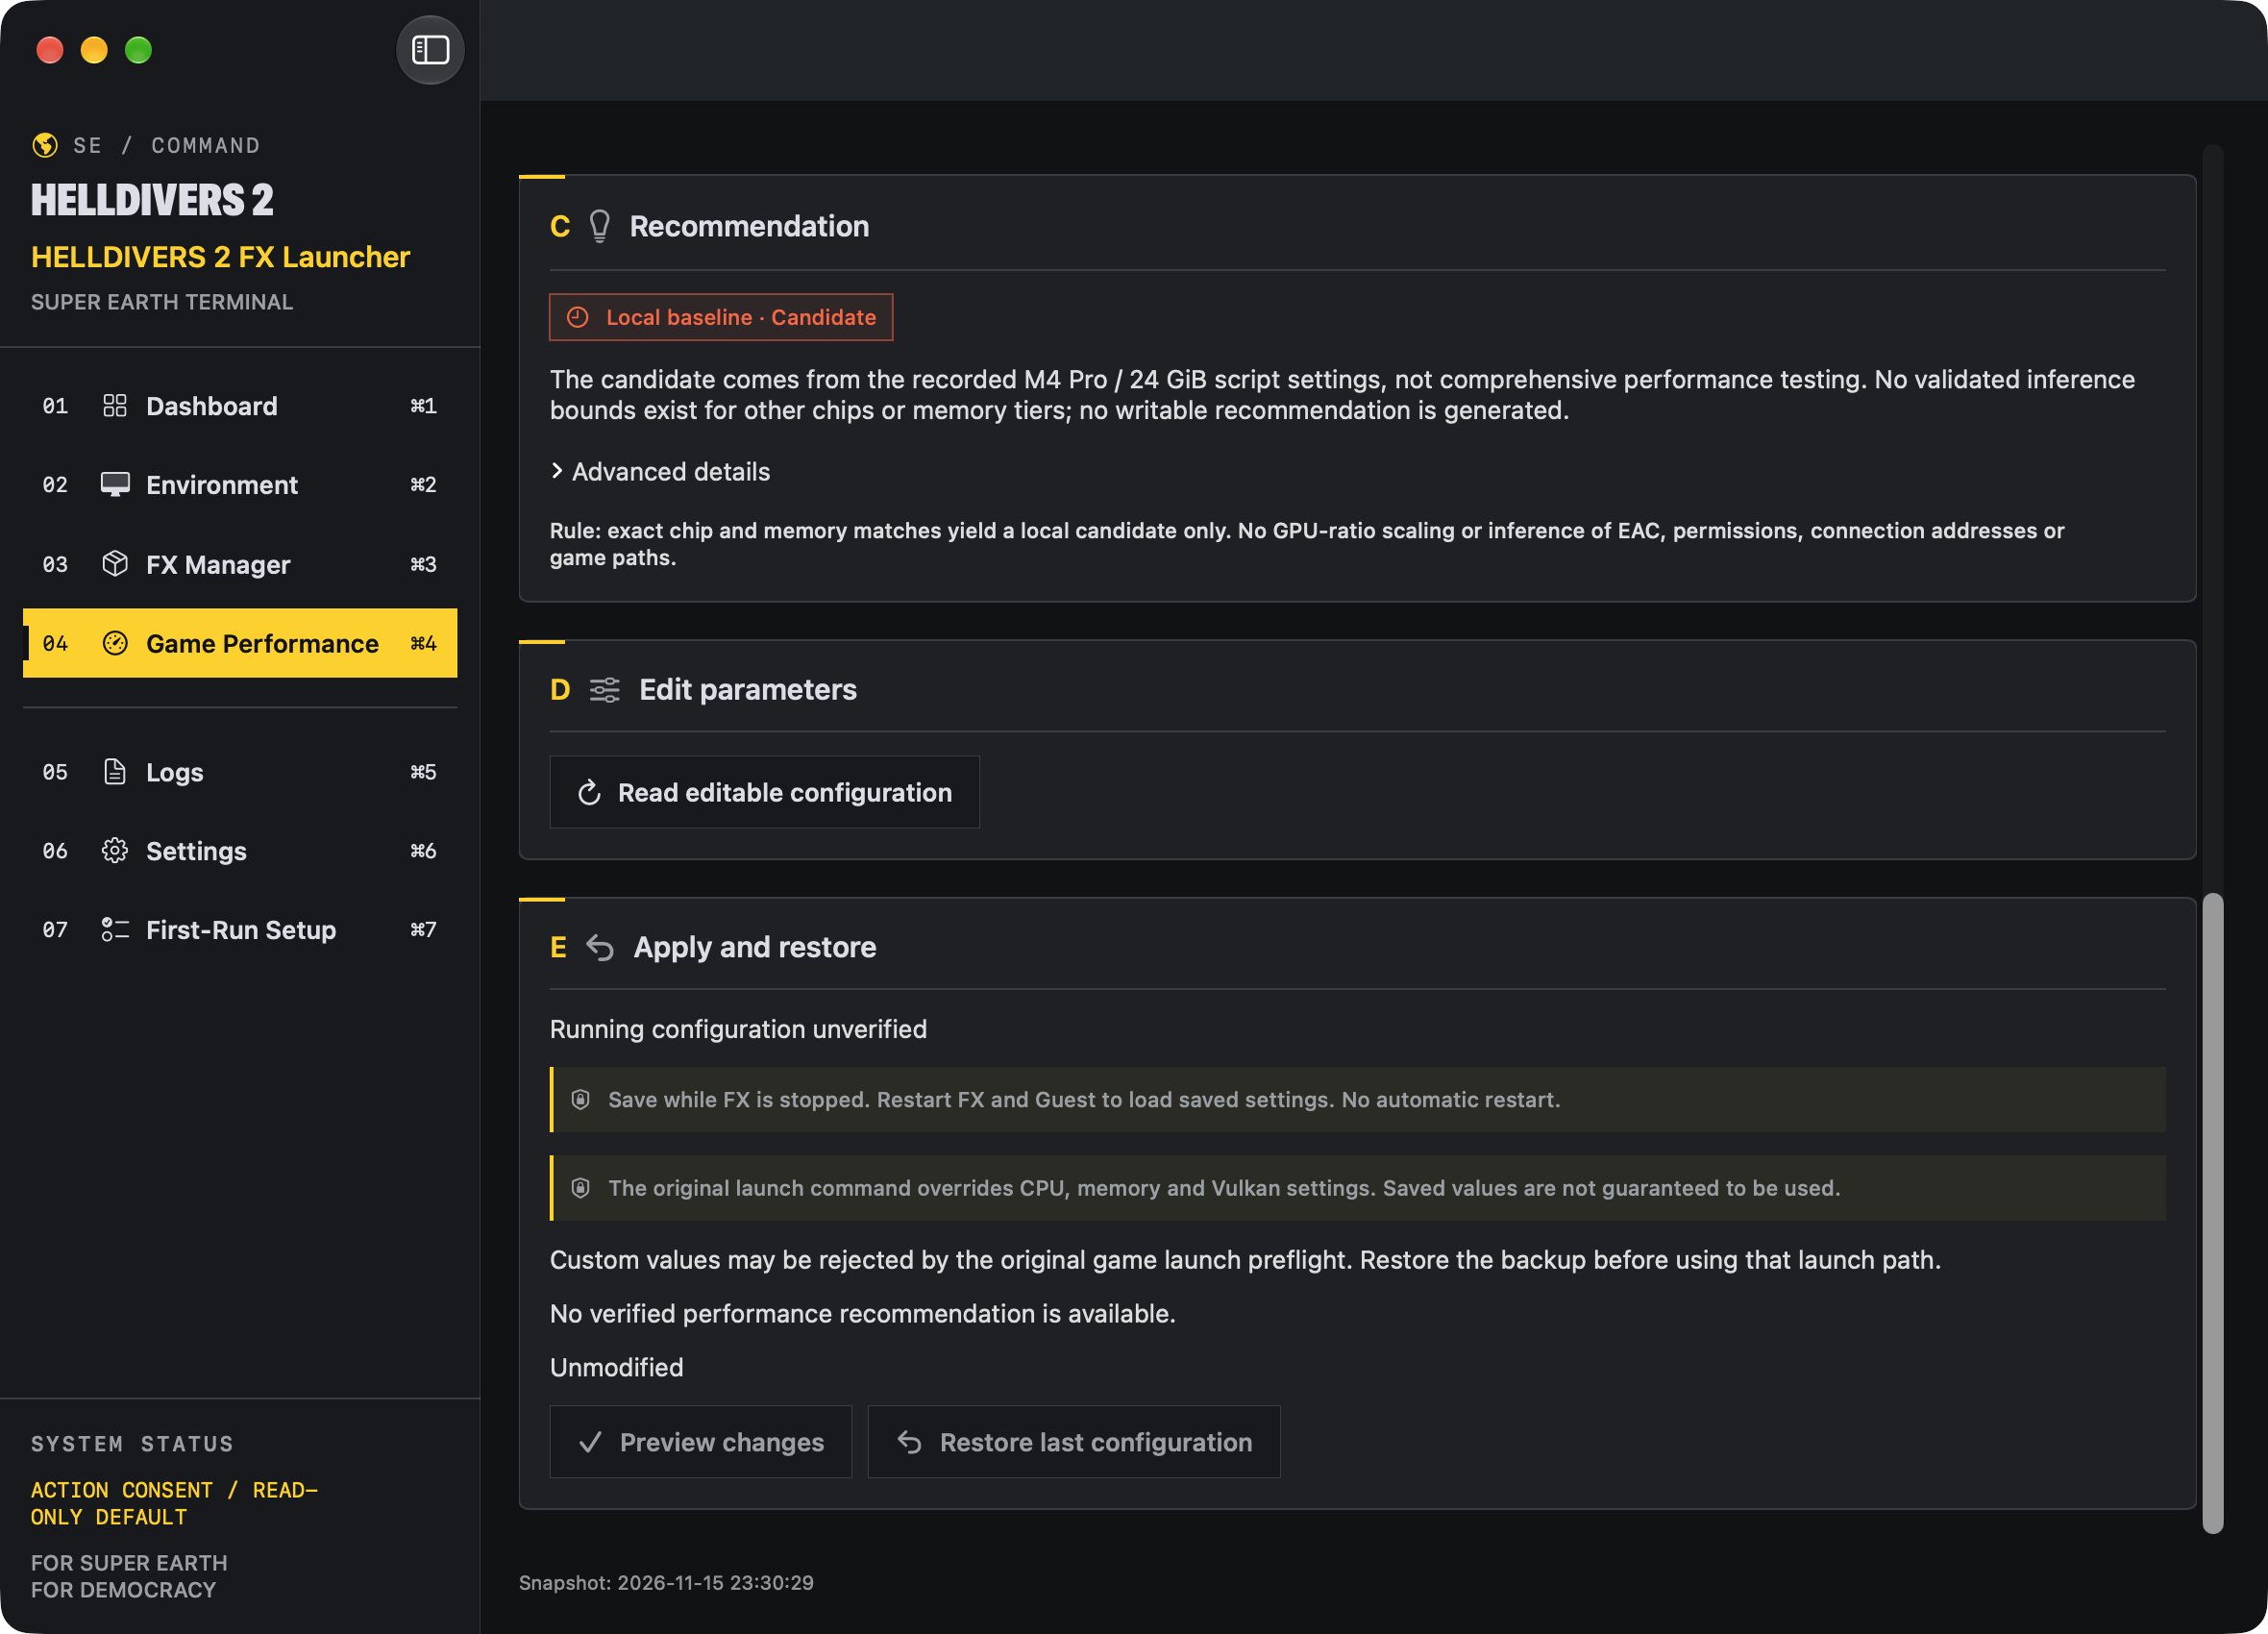 SE / COMMAND
HELLDIVERS 2
HELLDIVERS 2 FX Launcher
SUPER EARTH TERMINAL
01 Dashboard ⌘1
02 Environment ⌘2
03 FX Manager ⌘3
04 Game Performance ⌘4
05 Logs ⌘5
06 Settings ⌘6
07 First-Run Setup ⌘7
SYSTEM STATUS
ACTION CONSENT / READ-
ONLY DEFAULT
FOR SUPER EARTH
FOR DEMOCRACY
C Recommendation
Local baseline · Candidate
The candidate comes from the recorded M4 Pro / 24 GiB script settings, not comprehensive performance testing. No validated inference
bounds exist for other chips or memory tiers; no writable recommendation is generated.
Advanced details
Rule: exact chip and memory matches yield a local candidate only. No GPU-ratio scaling or inference of EAC, permissions, connection addresses or
game paths.
D Edit parameters
Read editable configuration
E Apply and restore
Running configuration unverified
Save while FX is stopped. Restart FX and Guest to load saved settings. No automatic restart.
The original launch command overrides CPU, memory and Vulkan settings. Saved values are not guaranteed to be used.
Custom values may be rejected by the original game launch preflight. Restore the backup before using that launch path.
No verified performance recommendation is available.
Unmodified
Preview changes
Restore last configuration
Snapshot: 2026-11-15 23:30:29